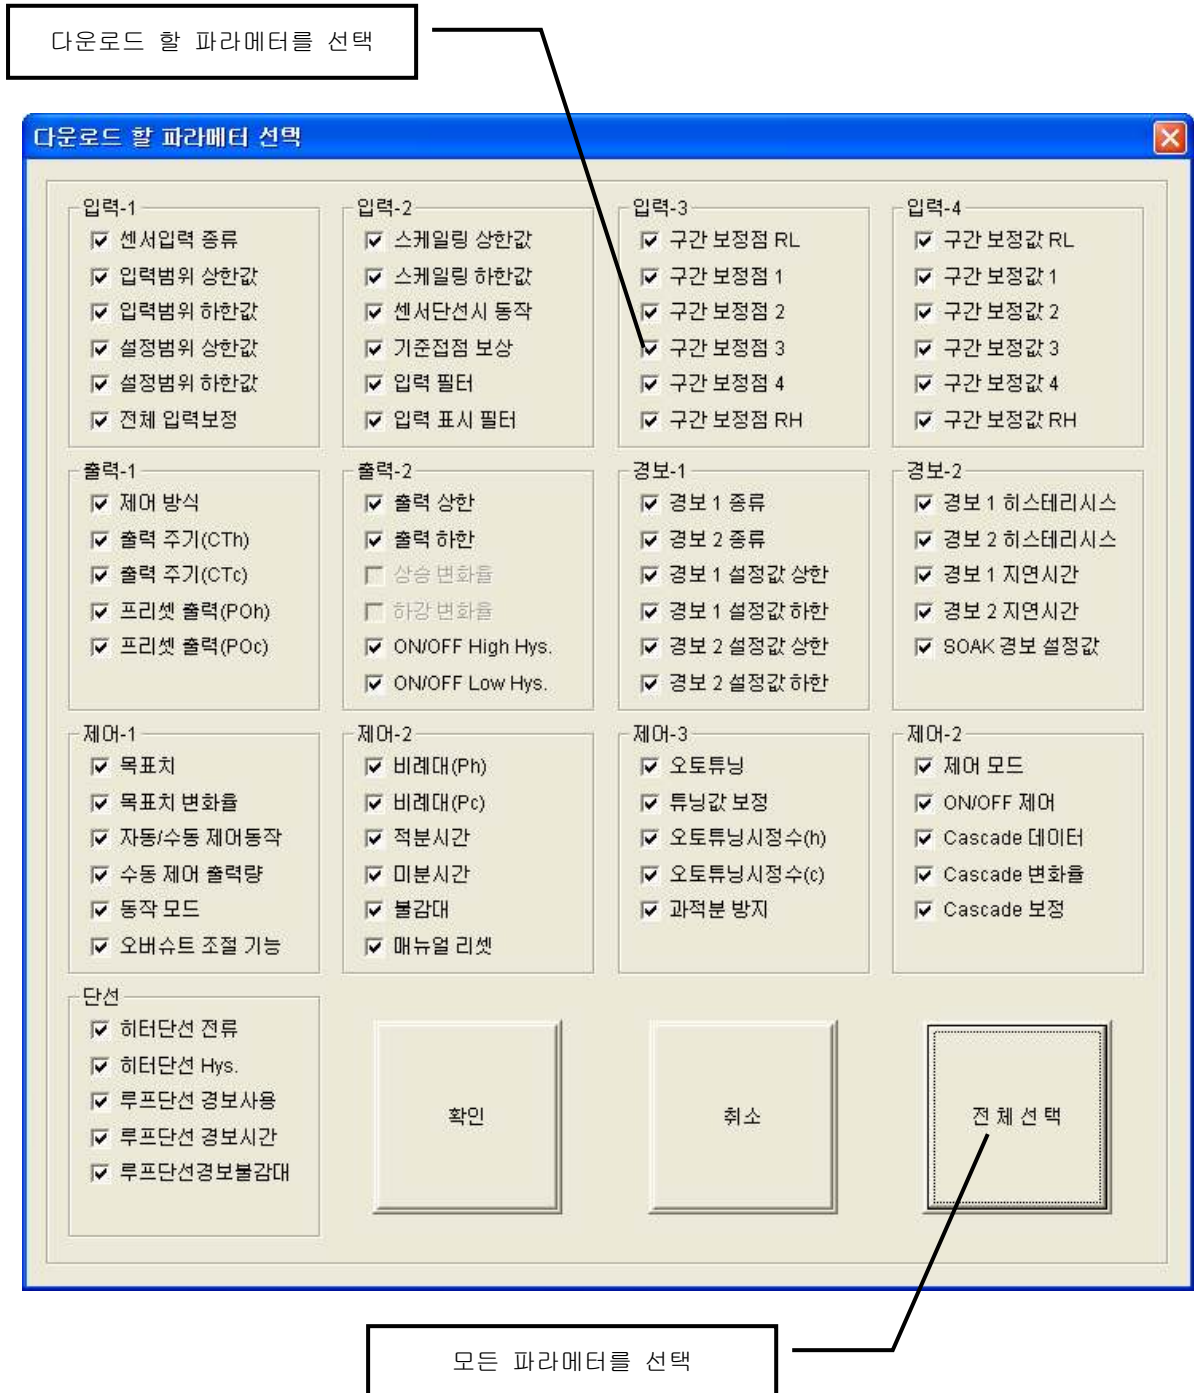 다운로드 할 파라메터를 선택
다운로드 할 파라메터 선택
입력-1
센서입력 종류
입력범위 상한값
입력범위 하한값
설정범위 상한값
설정범위 하한값
전체 입력보정
입력-2
스케일링 상한값
스케일링 하한값
센서단선시 동작
기준접점 보상
입력 필터
입력 표시 필터
입력-3
구간 보정점 RL
구간 보정점 1
구간 보정점 2
구간 보정점 3
구간 보정점 4
구간 보정점 RH
입력-4
구간 보정값 RL
구간 보정값 1
구간 보정값 2
구간 보정값 3
구간 보정값 4
구간 보정값 RH
출력-1
제어 방식
출력 주기(CTh)
출력 주기(CTc)
프리셋 출력(POh)
프리셋 출력(POc)
출력-2
출력 상한
출력 하한
상승 변화율
하강 변화율
ON/OFF High Hys.
ON/OFF Low Hys.
경보-1
경보 1 종류
경보 2 종류
경보 1 설정값 상한
경보 1 설정값 하한
경보 2 설정값 상한
경보 2 설정값 하한
경보-2
경보 1 히스테리시스
경보 2 히스테리시스
경보 1 지연시간
경보 2 지연시간
SOAK 경보 설정값
제어-1
목표치
목표치 변화율
자동/수동 제어동작
수동 제어 출력량
동작 모드
오버슈트 조절 기능
제어-2
비례대(Ph)
비례대(Pc)
적분시간
미분시간
불감대
매뉴얼 리셋
제어-3
오토튜닝
튜닝값 보정
오토튜닝시정수(h)
오토튜닝시정수(c)
과적분 방지
제어-2
제어 모드
ON/OFF 제어
Cascade 데이터
Cascade 변화율
Cascade 보정
단선
히터단선 전류
히터단선 Hys.
루프단선 경보사용
루프단선 경보시간
루프단선경보불감대
확인
취소
전체선택
모든 파라메터를 선택